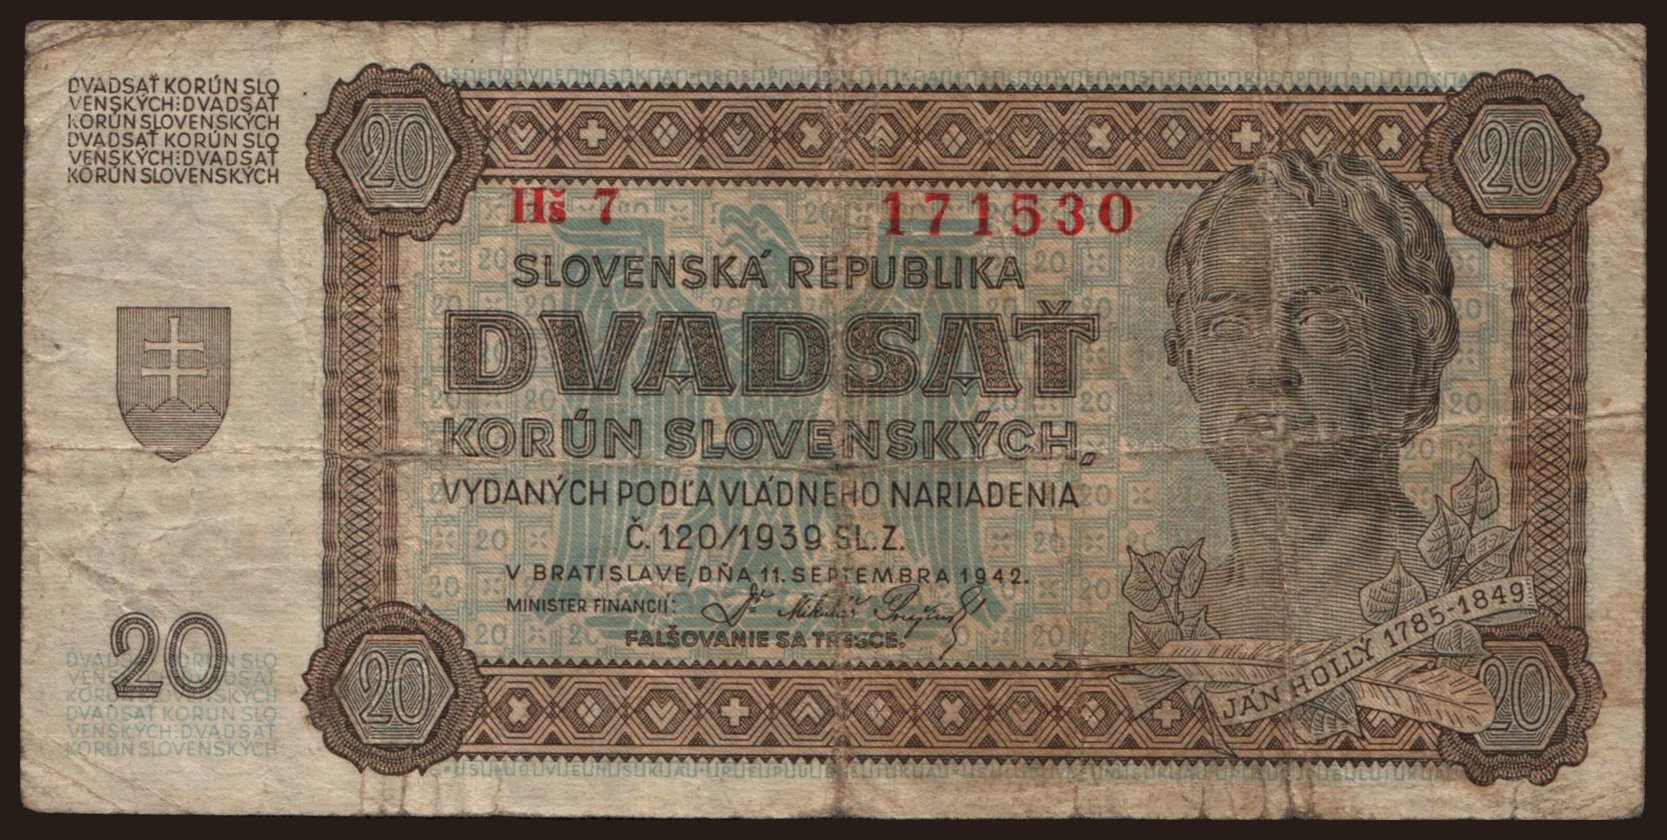 DVADSAŤ KORÚN SLO
VENSKÝCH:DVADSAŤ
KORÚN SLOVENSKÝCH
DVADSAŤ KORÚN SLO
VENSKÝCH:DVADSAŤ
KORÚN SLOVENSKÝCH
20
20
Hš 7 171530
SLOVENSKÁ REPUBLIKA
DVADSAŤ
KORÚN SLOVENSKÝCH,
VYDANÝCH PODĽA VLÁDNEHO NARIADENIA
Č. 120/1939 SL. Z.
V BRATISLAVE, DŇA 11. SEPTEMBRA 1942.
MINISTER FINANCIÍ:
FALŠOVANIE SA TRESCE.
JÁN HOLLÝ 1785-1849
20
DVADSAŤ KORÚN SLO
VENSKÝCH:DVADSAŤ
KORÚN SLOVENSKÝCH
DVADSAŤ KORÚN SLO
VENSKÝCH:DVADSAŤ
KORÚN SLOVENSKÝCH
20
20